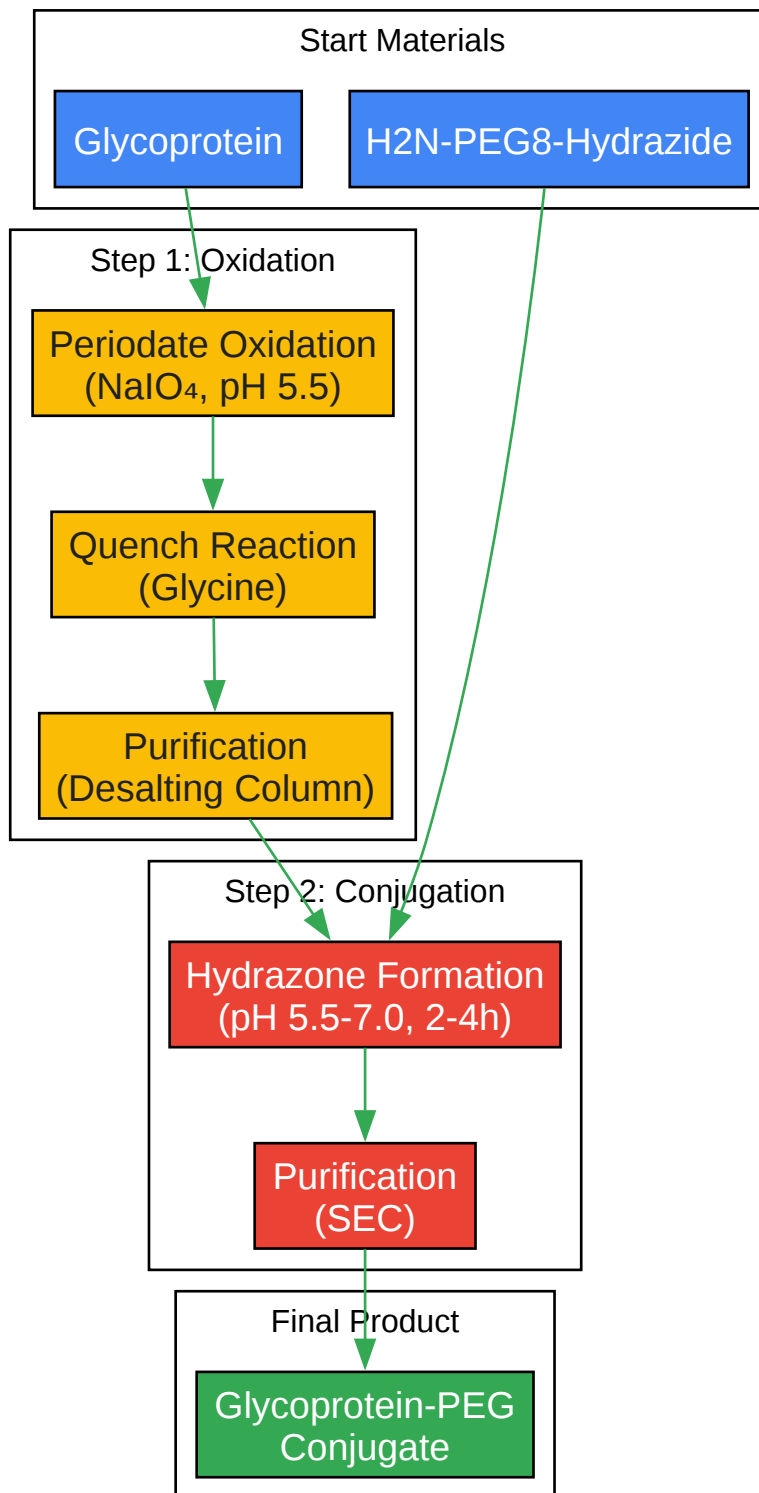 Start Materials
Glycoprotein
H2N-PEG8-Hydrazide
Step 1: Oxidation
Periodate Oxidation
(NaIO₄, pH 5.5)
Quench Reaction
(Glycine)
Purification
(Desalting Column)
Step 2: Conjugation
Hydrazone Formation
(pH 5.5-7.0, 2-4h)
Purification
(SEC)
Final Product
Glycoprotein-PEG
Conjugate